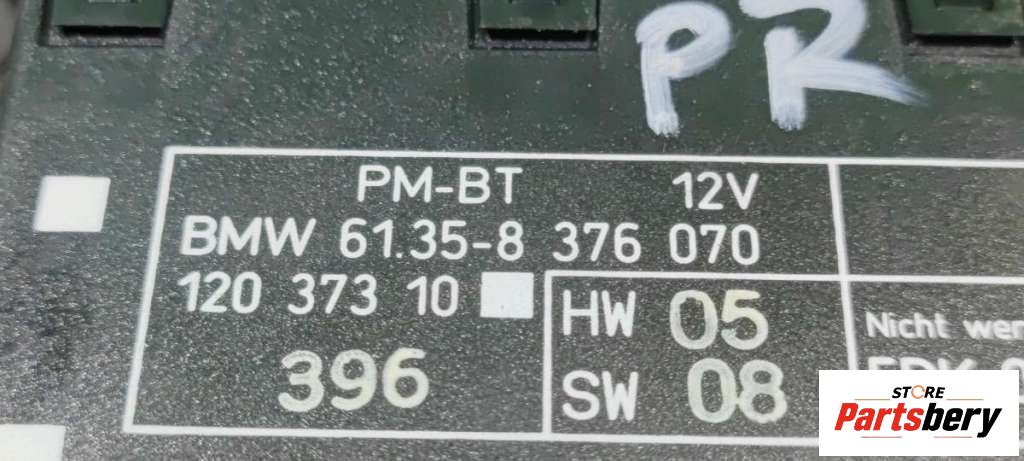 PR
PM-BT 12V
BMW 61.35-8 376 070
120 373 10
HW 05
396
SW 08
Nicht
STORE
Partsbery